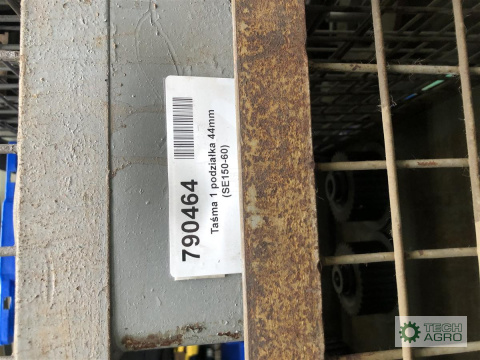 790464
Taśma 1 podziałka 44mm
(SE150-60)
TECH
AGRO